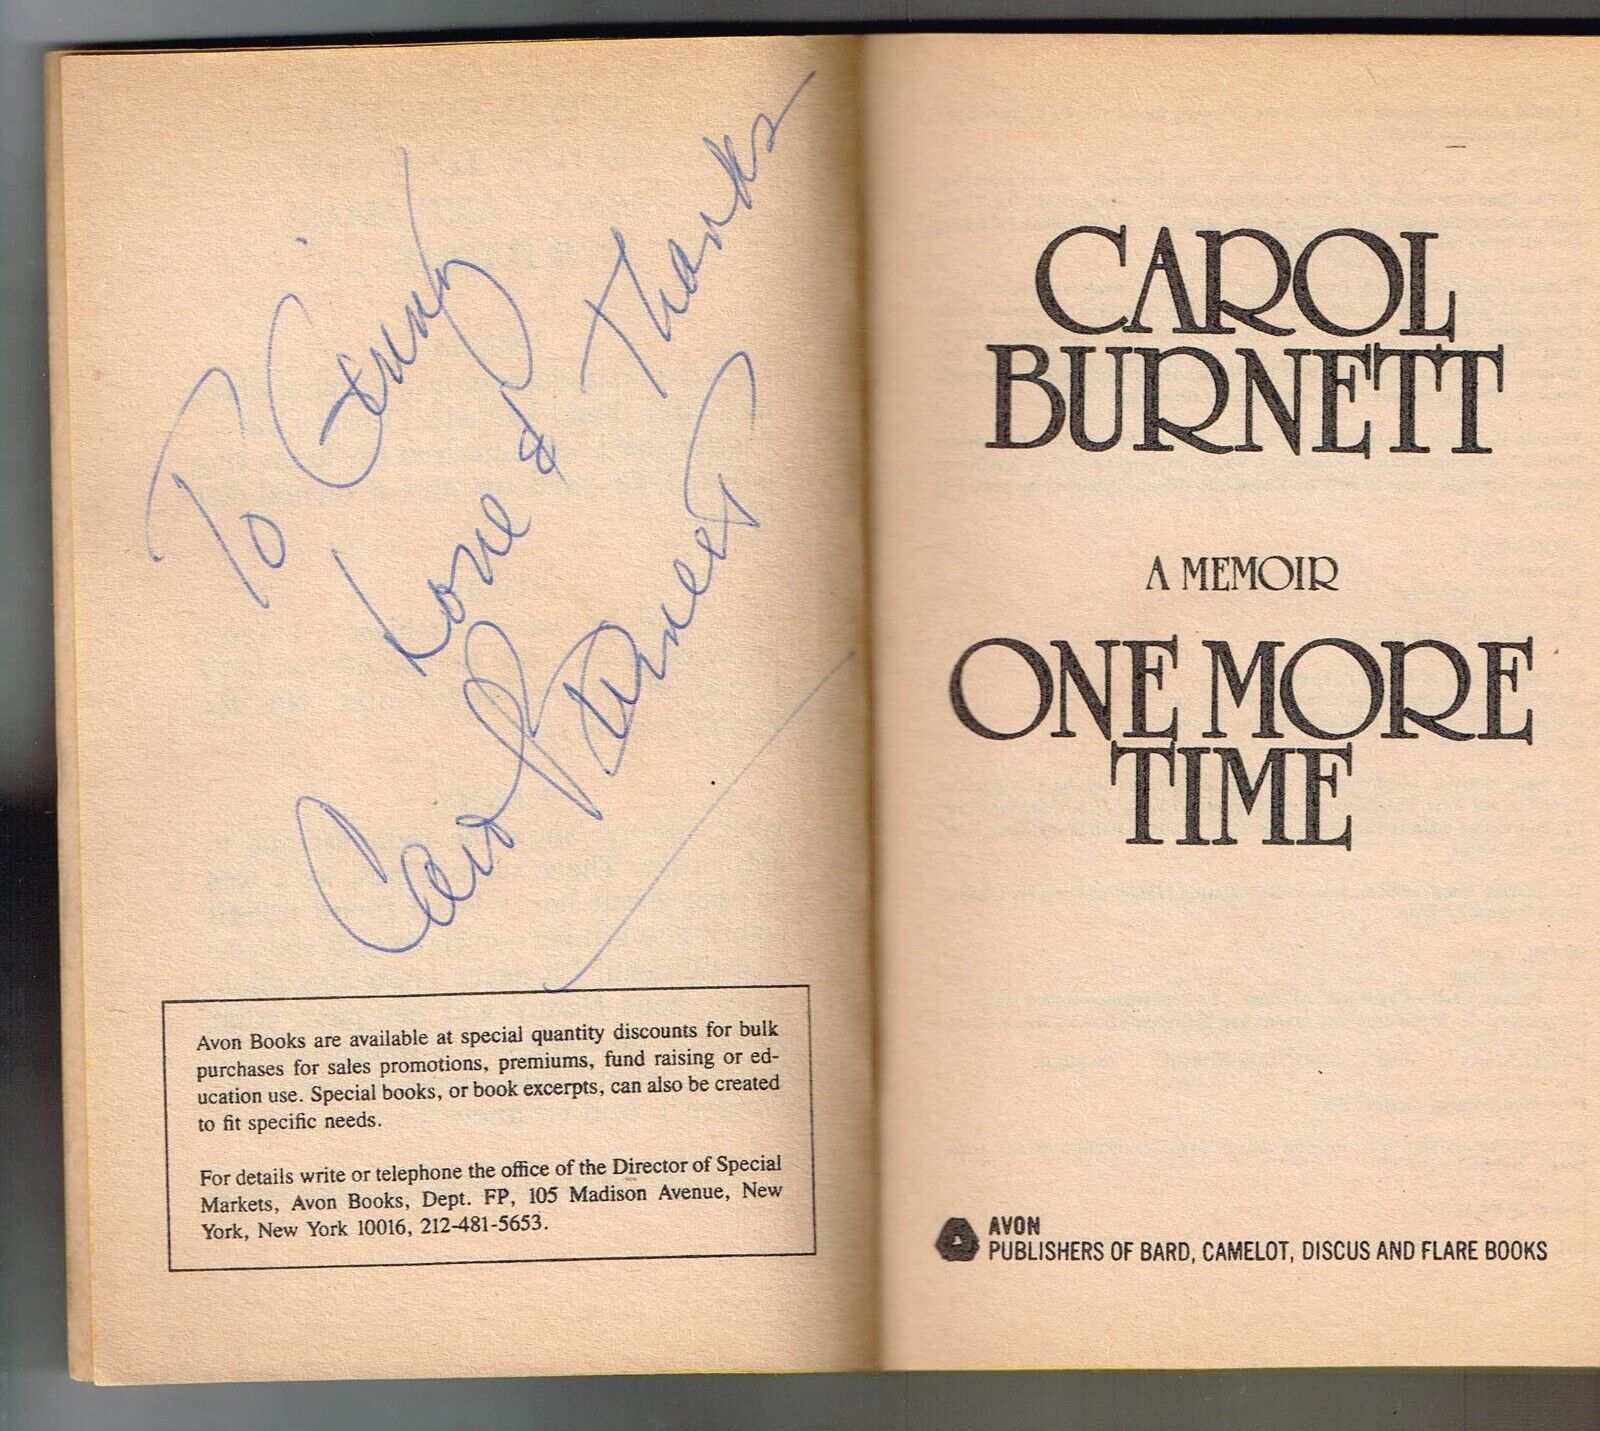 To Ginny
Love & Thanks
Carol Burnett
Avon Books are available at special quantity discounts for bulk
purchases for sales promotions, premiums, fund raising or ed-
ucation use. Special books, or book excerpts, can also be created
to fit specific needs.
For details write or telephone the office of the Director of Special
Markets, Avon Books, Dept. FP, 105 Madison Avenue, New
York, New York 10016, 212-481-5653.
CAROL
BURNETT
A MEMOIR
ONE MORE
TIME
AVON
PUBLISHERS OF BARD, CAMELOT, DISCUS AND FLARE BOOKS